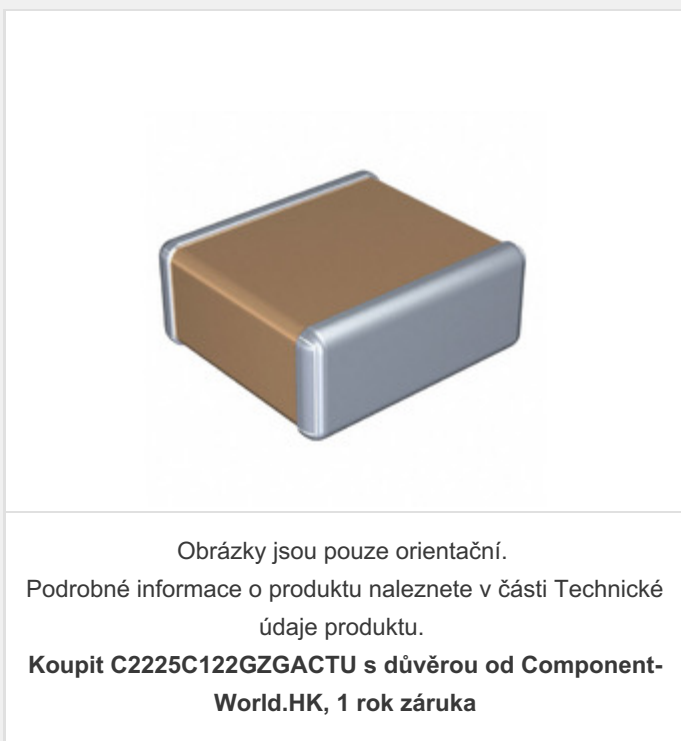 Obrázky jsou pouze orientační.
Podrobné informace o produktu naleznete v části Technické
údaje produktu.
Koupit C2225C122GZGACTU s důvěrou od Component-
World.HK, 1 rok záruka